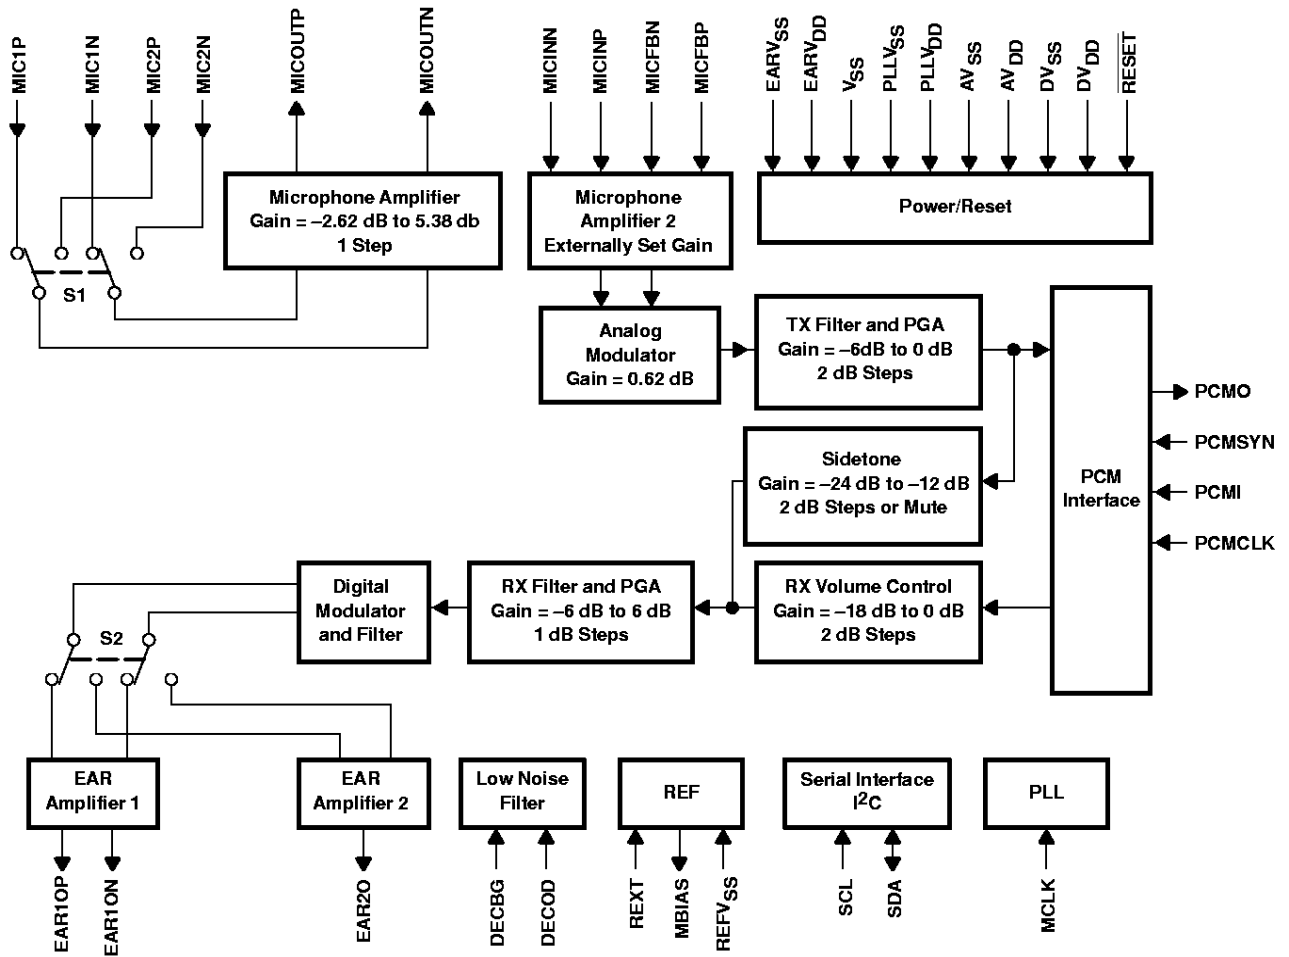 MIC1P
MIC1N
MIC2P
MIC2N
MICOUTP
MICOUTN
MICINN
MICINP
MICFBN
MICFBP
EARVSS
EARVDD
VSS
PLLVSS
PLLVDD
AVSS
AVDD
DVSS
DVDD
RESET
Microphone Amplifier
Gain = –2.62 dB to 5.38 db
1 Step
Microphone
Amplifier 2
Externally Set Gain
Power/Reset
S1
Analog
Modulator
Gain = 0.62 dB
TX Filter and PGA
Gain = –6dB to 0 dB
2 dB Steps
PCM
Interface
PCMO
PCMSYN
PCMI
PCMCLK
Sidetone
Gain = –24 dB to –12 dB
2 dB Steps or Mute
Digital
Modulator
and Filter
RX Filter and PGA
Gain = –6 dB to 6 dB
1 dB Steps
RX Volume Control
Gain = –18 dB to 0 dB
2 dB Steps
S2
EAR
Amplifier 1
EAR
Amplifier 2
Low Noise
Filter
REF
Serial Interface
I2C
PLL
EAR1OP
EAR1ON
EAR2O
DECBG
DECOD
REXT
MBIAS
REFVSS
SCL
SDA
MCLK